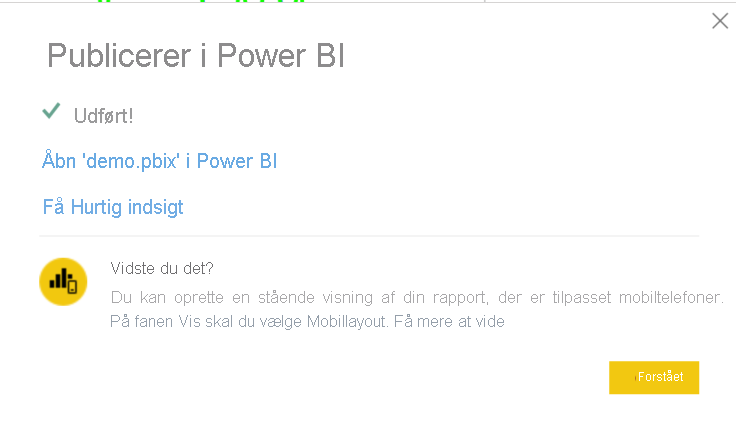 Publicerer i Power BI
Udført!
Åbn 'demo.pbix' i Power BI
Få Hurtig indsigt
Vidste du det?
Du kan oprette en stående visning af din rapport, der er tilpasset mobiltelefoner.
På fanen Vis skal du vælge Mobillayout. Få mere at vide
Forstået